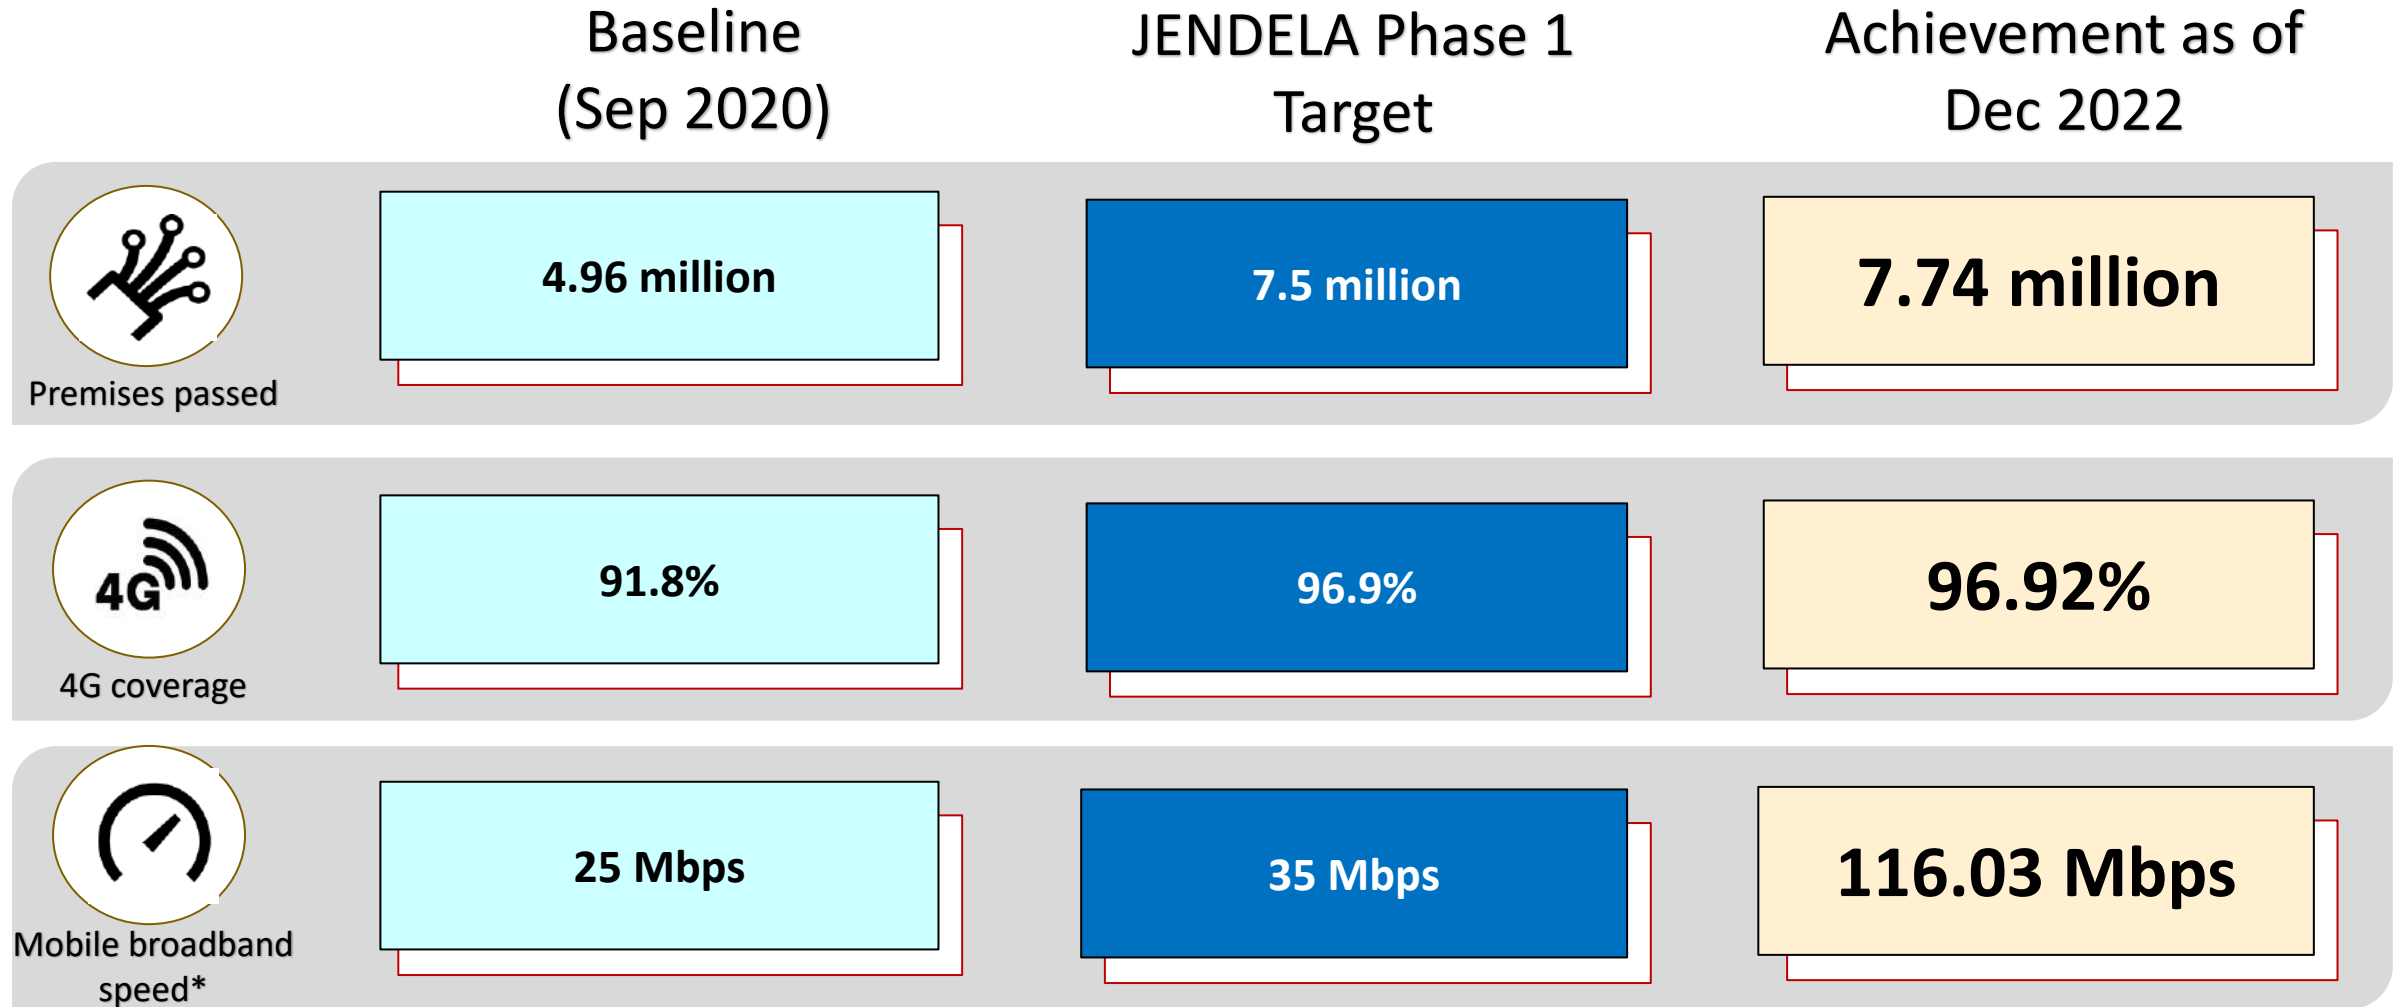 Baseline
(Sep 2020)
JENDELA Phase 1
Target
Achievement as of
Dec 2022
4.96 million
7.5 million
7.74 million
Premises passed
4G
91.8%
96.9%
96.92%
4G coverage
25 Mbps
35 Mbps
116.03 Mbps
Mobile broadband
speed*